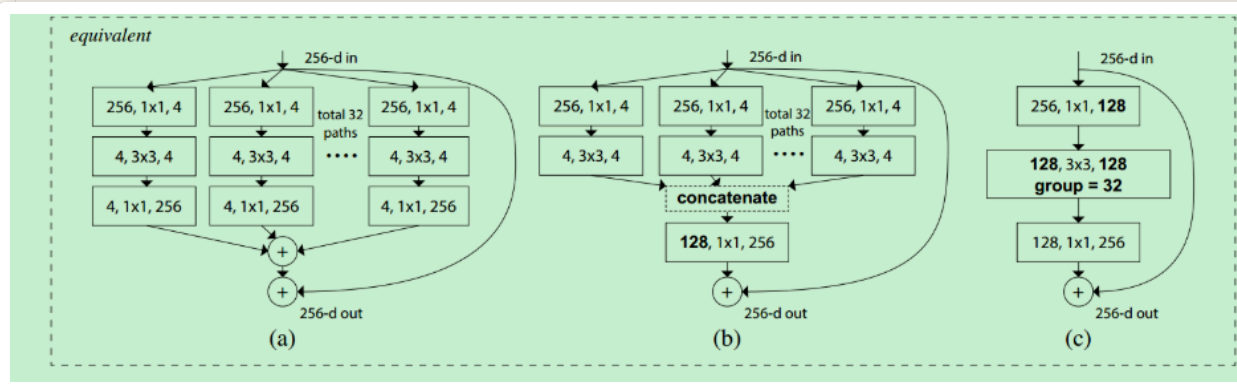 equivalent
256-d in
256, 1x1, 4
256, 1x1, 4
total 32
paths
256, 1x1, 4
4, 3x3, 4
4, 3x3, 4
....
4, 3x3, 4
4, 1x1, 256
4, 1x1, 256
4, 1x1, 256
+
+
256-d out
(a)
256-d in
256, 1x1, 4
256, 1x1, 4
total 32
paths
256, 1x1, 4
4, 3x3, 4
4, 3x3, 4
....
4, 3x3, 4
concatenate
128, 1x1, 256
+
256-d out
(b)
256-d in
256, 1x1, 128
128, 3x3, 128
group = 32
128, 1x1, 256
+
256-d out
(c)